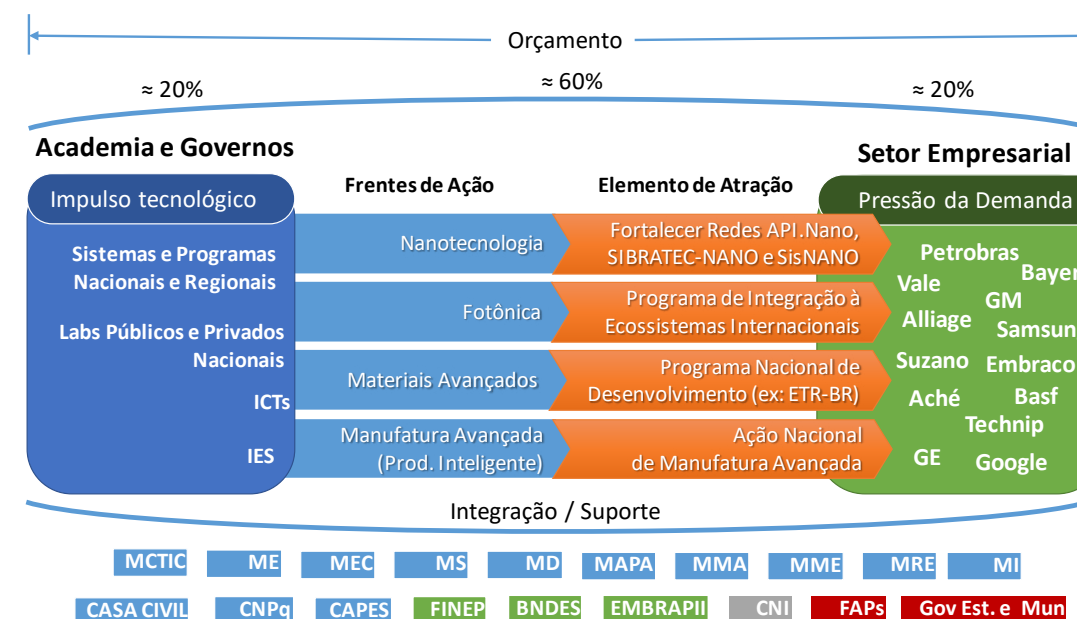 Orçamento
≈ 20%
≈ 60%
≈ 20%
Academia e Governos
Setor Empresarial
Impulso tecnológico
Frentes de Ação
Elemento de Atração
Pressão da Demanda
Sistemas e Programas
Nacionais e Regionais
Labs Públicos e Privados
Nacionais
ICTs
IES
Nanotecnologia
Fortalecer Redes API.Nano,
SIBRATEC-NANO e SisNANO
Fotônica
Programa de Integração à
Ecossistemas Internacionais
Materiais Avançados
Programa Nacional de
Desenvolvimento (ex: ETR-BR)
Manufatura Avançada
(Prod. Inteligente)
Ação Nacional
de Manufatura Avançada
Petrobras
Bayer
Vale
GM
Alliage
Samsun
Suzano
Embraco
Aché
Basf
Technip
GE
Google
Integração / Suporte
MCTIC ME MEC MS MD MAPA MMA MME MRE MI
CASA CIVIL CNPq CAPES FINEP BNDES EMBRAPII CNI FAPs Gov Est. e Mun